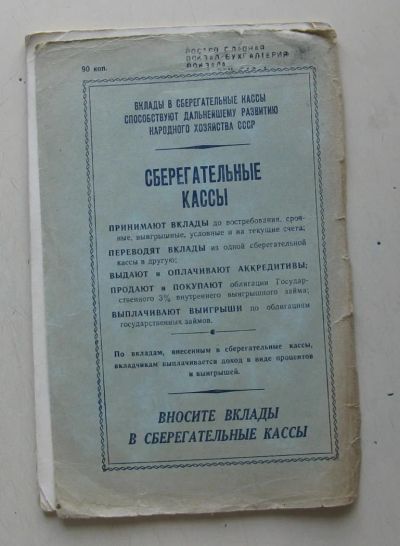 90 коп.
ВКЛАДЫ В СБЕРЕГАТЕЛЬНЫЕ КАССЫ
СПОСОБСТВУЮТ ДАЛЬНЕЙШЕМУ РАЗВИТИЮ
НАРОДНОГО ХОЗЯЙСТВА СССР
СБЕРЕГАТЕЛЬНЫЕ
КАССЫ
ПРИНИМАЮТ ВКЛАДЫ до востребования, сроч-
ные, выигрышные, условные и на текущие счета;
ПЕРЕВОДЯТ ВКЛАДЫ из одной сберегательной
кассы в другую;
ВЫДАЮТ и ОПЛАЧИВАЮТ АККРЕДИТИВЫ;
ПРОДАЮТ и ПОКУПАЮТ облигации Государ-
ственного 3% внутреннего выигрышного займа;
ВЫПЛАЧИВАЮТ ВЫИГРЫШИ по облигациям
государственных займов.
По вкладам, внесенным в сберегательные кассы,
вкладчикам выплачивается доход в виде процентов
и выигрышей.
ВНОСИТЕ ВКЛАДЫ
В СБЕРЕГАТЕЛЬНЫЕ КАССЫ